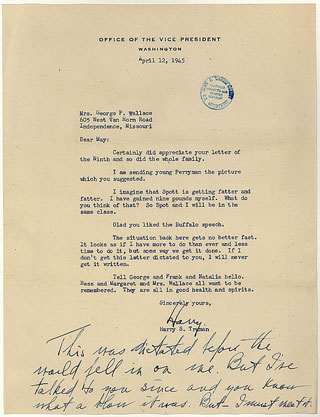 OFFICE OF THE VICE PRESIDENT
WASHINGTON
April 12, 1945
Mrs. George P. Wallace
605 West Van Horn Road
Independence, Missouri
Dear May:
Certainly did appreciate your letter of
the Ninth and so did the whole family.
I am sending young Perryman the picture
which you suggested.
I imagine that Spott is getting fatter and
fatter. I have gained nine pounds myself. What do
you think of that? So Spot and I will be in the
same class.
Glad you liked the Buffalo speech.
The situation back here gets no better fast.
It looks as if I have more to do than ever and less
time to do it, but some way we get it done. If I
don't get this letter dictated to you, I will never
get it written.
Tell George and Frank and Natalie hello.
Bess and Margaret and Mrs. Wallace all want to be
remembered. They are all in good health and spirits.
Sincerely yours,
Harry
Harry S. Truman
This was dictated before the
world fell in on me. But I've
talked to you since and you know
what a blow it was. But I must meet it.